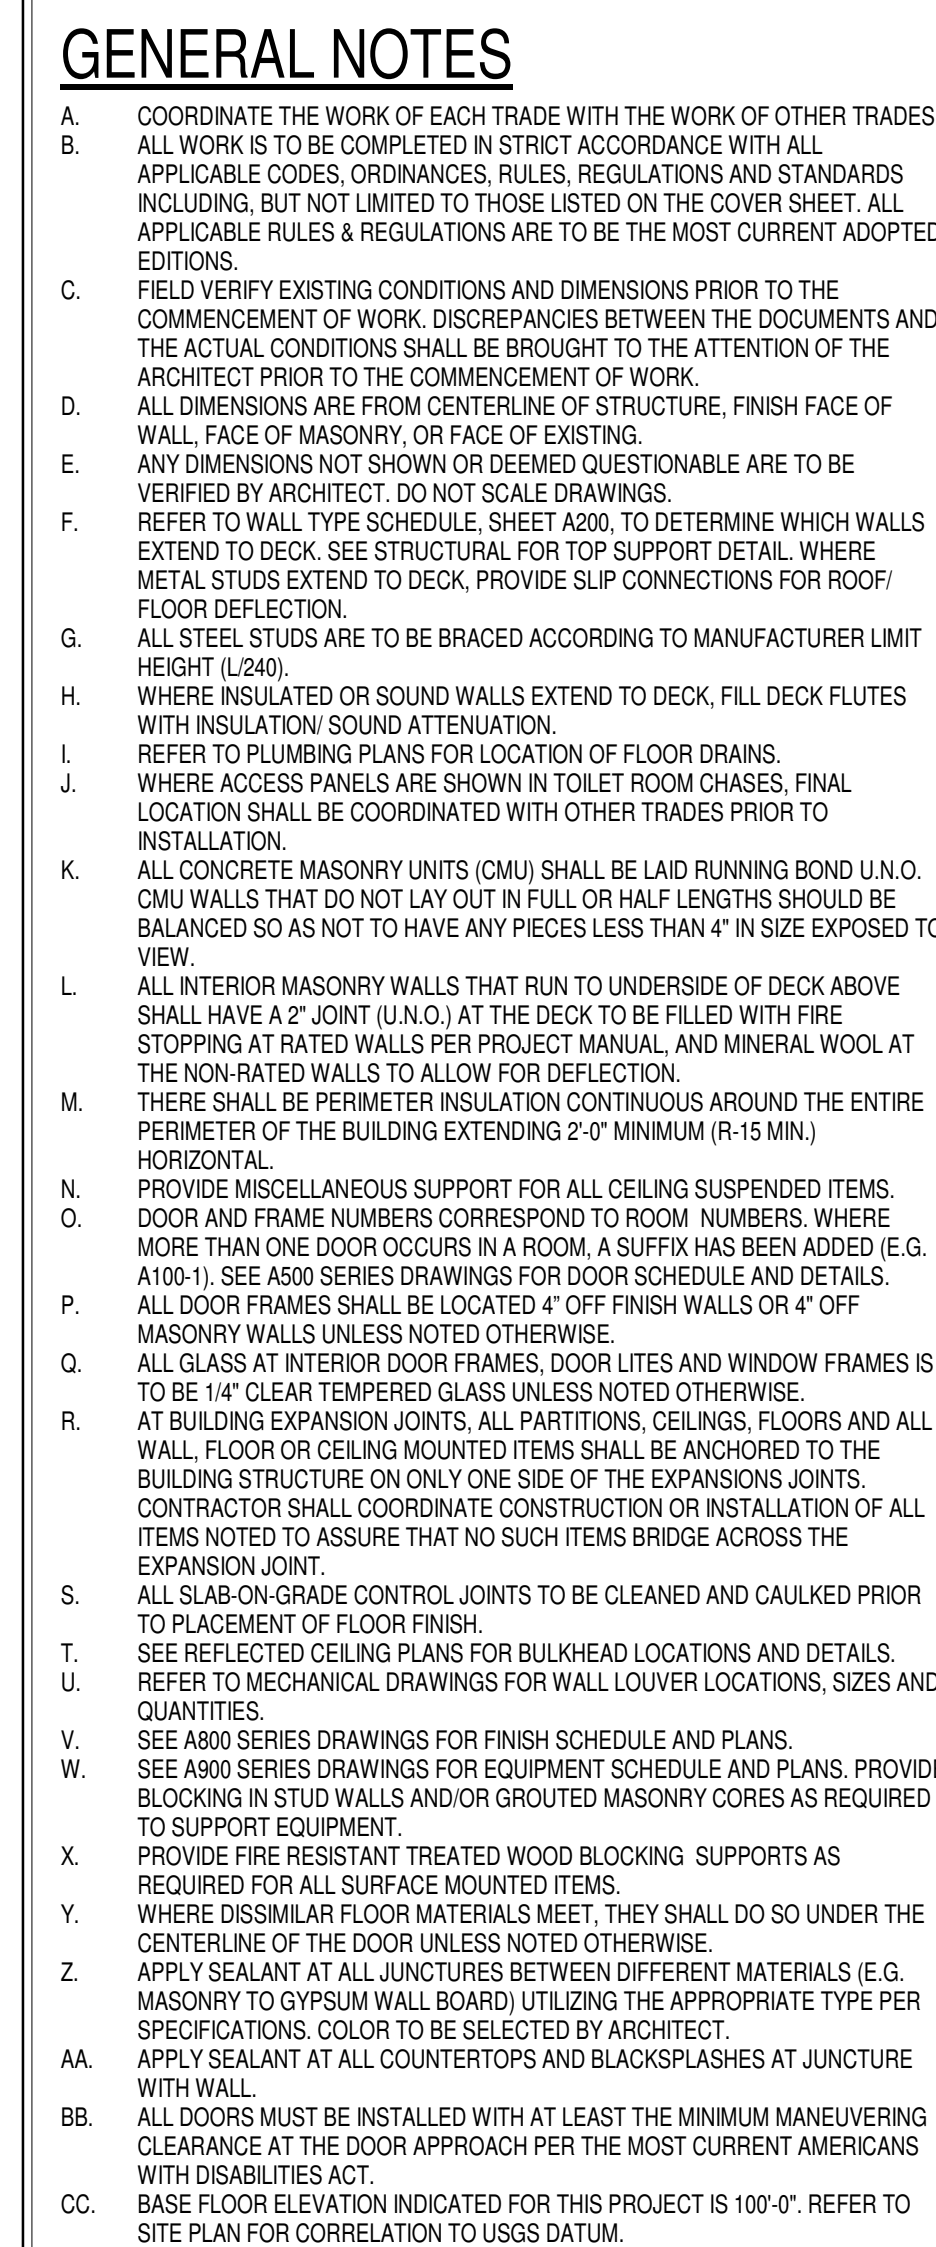 GENERAL NOTES
A. COORDINATE THE WORK OF EACH TRADE WITH THE WORK OF OTHER TRADES
B. ALL WORK IS TO BE COMPLETED IN STRICT ACCORDANCE WITH ALL
APPLICABLE CODES, ORDINANCES, RULES, REGULATIONS AND STANDARDS
INCLUDING, BUT NOT LIMITED TO THOSE LISTED ON THE COVER SHEET. ALL
APPLICABLE RULES & REGULATIONS ARE TO BE THE MOST CURRENT ADOPTED
EDITIONS.
C. FIELD VERIFY EXISTING CONDITIONS AND DIMENSIONS PRIOR TO THE
COMMENCEMENT OF WORK. DISCREPANCIES BETWEEN THE DOCUMENTS AND
THE ACTUAL CONDITIONS SHALL BE BROUGHT TO THE ATTENTION OF THE
ARCHITECT PRIOR TO THE COMMENCEMENT OF WORK.
D. ALL DIMENSIONS ARE FROM CENTERLINE OF STRUCTURE, FINISH FACE OF
WALL, FACE OF MASONRY, OR FACE OF EXISTING.
E. ANY DIMENSIONS NOT SHOWN OR DEEMED QUESTIONABLE ARE TO BE
VERIFIED BY ARCHITECT. DO NOT SCALE DRAWINGS.
F. REFER TO WALL TYPE SCHEDULE, SHEET A200, TO DETERMINE WHICH WALLS
EXTEND TO DECK. SEE STRUCTURAL FOR TOP SUPPORT DETAIL. WHERE
METAL STUDS EXTEND TO DECK, PROVIDE SLIP CONNECTIONS FOR ROOF/
FLOOR DEFLECTION.
G. ALL STEEL STUDS ARE TO BE BRACED ACCORDING TO MANUFACTURER LIMIT
HEIGHT (L/240).
H. WHERE INSULATED OR SOUND WALLS EXTEND TO DECK, FILL DECK FLUTES
WITH INSULATION/ SOUND ATTENUATION.
I. REFER TO PLUMBING PLANS FOR LOCATION OF FLOOR DRAINS.
J. WHERE ACCESS PANELS ARE SHOWN IN TOILET ROOM CHASES, FINAL
LOCATION SHALL BE COORDINATED WITH OTHER TRADES PRIOR TO
INSTALLATION.
K. ALL CONCRETE MASONRY UNITS (CMU) SHALL BE LAID RUNNING BOND U.N.O.
CMU WALLS THAT DO NOT LAY OUT IN FULL OR HALF LENGTHS SHOULD BE
BALANCED SO AS NOT TO HAVE ANY PIECES LESS THAN 4" IN SIZE EXPOSED TO
VIEW.
L. ALL INTERIOR MASONRY WALLS THAT RUN TO UNDERSIDE OF DECK ABOVE
SHALL HAVE A 2" JOINT (U.N.O.) AT THE DECK TO BE FILLED WITH FIRE
STOPPING AT RATED WALLS PER PROJECT MANUAL, AND MINERAL WOOL AT
THE NON-RATED WALLS TO ALLOW FOR DEFLECTION.
M. THERE SHALL BE PERIMETER INSULATION CONTINUOUS AROUND THE ENTIRE
PERIMETER OF THE BUILDING EXTENDING 2'-0" MINIMUM (R-15 MIN.)
HORIZONTAL.
N. PROVIDE MISCELLANEOUS SUPPORT FOR ALL CEILING SUSPENDED ITEMS.
O. DOOR AND FRAME NUMBERS CORRESPOND TO ROOM  NUMBERS. WHERE
MORE THAN ONE DOOR OCCURS IN A ROOM, A SUFFIX HAS BEEN ADDED (E.G.
A100-1). SEE A500 SERIES DRAWINGS FOR DOOR SCHEDULE AND DETAILS.
P. ALL DOOR FRAMES SHALL BE LOCATED 4” OFF FINISH WALLS OR 4" OFF
MASONRY WALLS UNLESS NOTED OTHERWISE.
Q. ALL GLASS AT INTERIOR DOOR FRAMES, DOOR LITES AND WINDOW FRAMES IS
TO BE 1/4" CLEAR TEMPERED GLASS UNLESS NOTED OTHERWISE.
R. AT BUILDING EXPANSION JOINTS, ALL PARTITIONS, CEILINGS, FLOORS AND ALL
WALL, FLOOR OR CEILING MOUNTED ITEMS SHALL BE ANCHORED TO THE
BUILDING STRUCTURE ON ONLY ONE SIDE OF THE EXPANSIONS JOINTS.
CONTRACTOR SHALL COORDINATE CONSTRUCTION OR INSTALLATION OF ALL
ITEMS NOTED TO ASSURE THAT NO SUCH ITEMS BRIDGE ACROSS THE
EXPANSION JOINT.
S. ALL SLAB-ON-GRADE CONTROL JOINTS TO BE CLEANED AND CAULKED PRIOR
TO PLACEMENT OF FLOOR FINISH.
T. SEE REFLECTED CEILING PLANS FOR BULKHEAD LOCATIONS AND DETAILS.
U. REFER TO MECHANICAL DRAWINGS FOR WALL LOUVER LOCATIONS, SIZES AND
QUANTITIES.
V. SEE A800 SERIES DRAWINGS FOR FINISH SCHEDULE AND PLANS.
W. SEE A900 SERIES DRAWINGS FOR EQUIPMENT SCHEDULE AND PLANS. PROVIDE
BLOCKING IN STUD WALLS AND/OR GROUTED MASONRY CORES AS REQUIRED
TO SUPPORT EQUIPMENT.
X. PROVIDE FIRE RESISTANT TREATED WOOD BLOCKING  SUPPORTS AS
REQUIRED FOR ALL SURFACE MOUNTED ITEMS.
Y. WHERE DISSIMILAR FLOOR MATERIALS MEET, THEY SHALL DO SO UNDER THE
CENTERLINE OF THE DOOR UNLESS NOTED OTHERWISE.
Z. APPLY SEALANT AT ALL JUNCTURES BETWEEN DIFFERENT MATERIALS (E.G.
MASONRY TO GYPSUM WALL BOARD) UTILIZING THE APPROPRIATE TYPE PER
SPECIFICATIONS. COLOR TO BE SELECTED BY ARCHITECT.
AA. APPLY SEALANT AT ALL COUNTERTOPS AND BLACKSPLASHES AT JUNCTURE
WITH WALL.
BB. ALL DOORS MUST BE INSTALLED WITH AT LEAST THE MINIMUM MANEUVERING
CLEARANCE AT THE DOOR APPROACH PER THE MOST CURRENT AMERICANS
WITH DISABILITIES ACT.
CC. BASE FLOOR ELEVATION INDICATED FOR THIS PROJECT IS 100'-0". REFER TO
SITE PLAN FOR CORRELATION TO USGS DATUM.